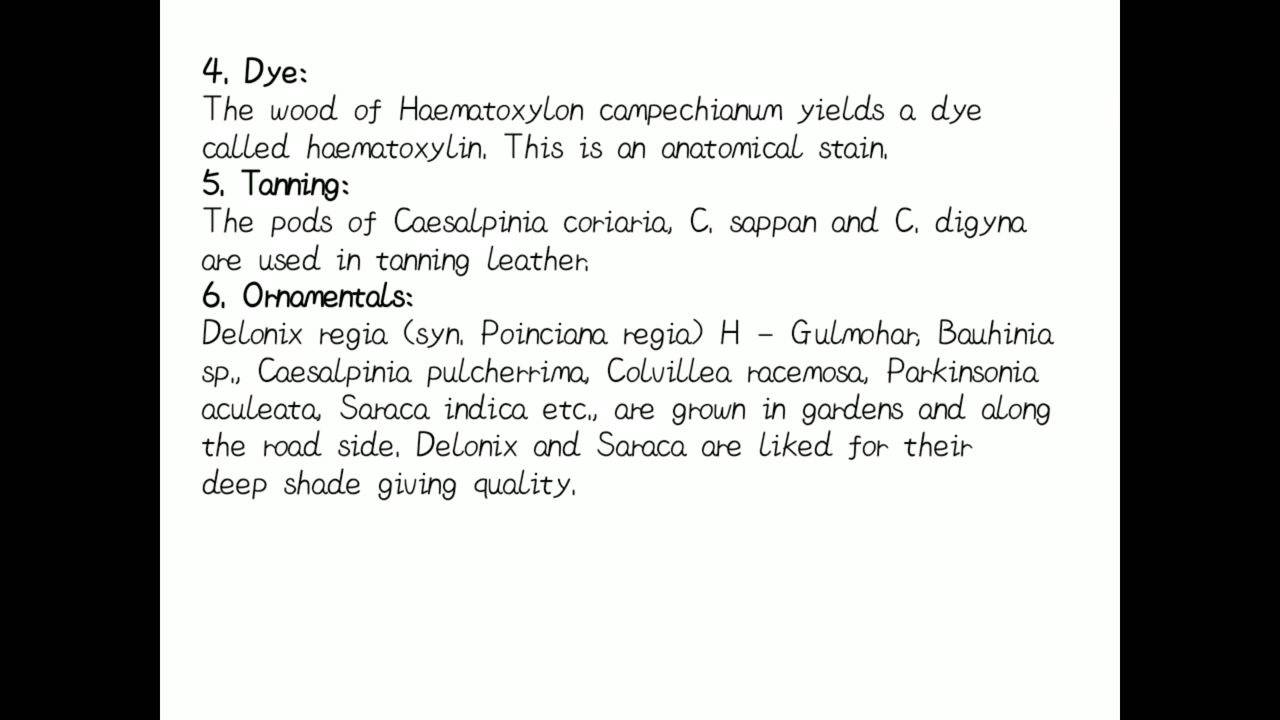 4. Dye:
The wood of Haematoxylon campechianum yields a dye
called haematoxylin. This is an anatomical stain.
5. Tanning:
The pods of Caesalpinia coriaria, C. sappan and C. digyna
are used in tanning leather.
6. Ornamentals:
Delonix regia (syn. Poinciana regia) H – Gulmohar, Bauhinia
sp., Caesalpinia pulcherrima, Colvillea racemosa, Parkinsonia
aculeata, Saraca indica etc., are grown in gardens and along
the road side. Delonix and Saraca are liked for their
deep shade giving quality.